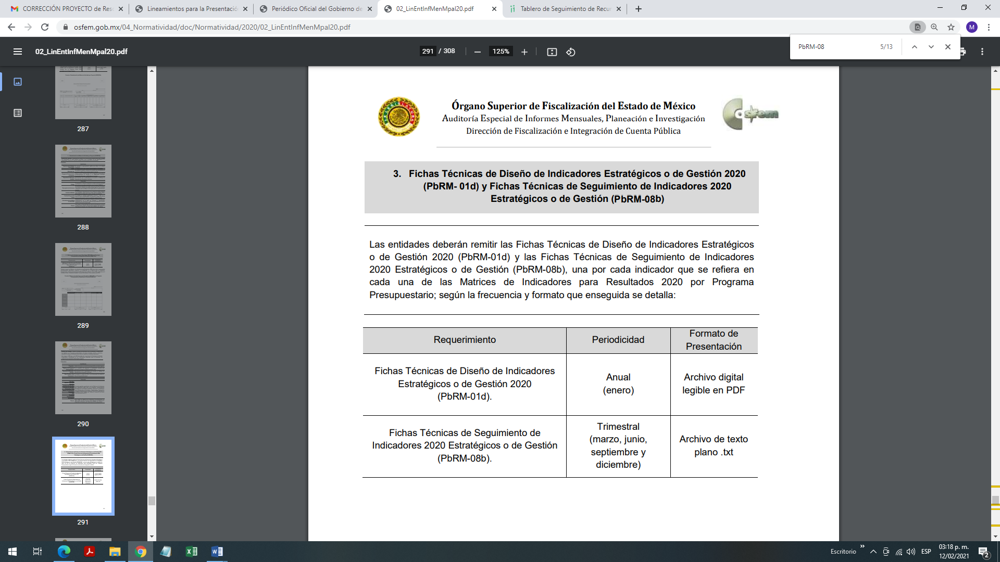 CORRECCIÓN PROYECTO de Res
Lineamientos para la Presentació
Periódico Oficial del Gobierno de
02_LinEntInfMenMpal20.pdf
Tablero de Seguimiento de Recur
osfem.gob.mx/04_Normatividad/doc/Normatividad/2020/02_LinEntInfMenMpal20.pdf
M
02_LinEntInfMenMpal20.pdf
291 / 308
125%
PbRM-08
5/13
287
288
289
290
291
Órgano Superior de Fiscalización del Estado de México
Auditoría Especial de Informes Mensuales, Planeación e Investigación
Dirección de Fiscalización e Integración de Cuenta Pública
osfem
3. Fichas Técnicas de Diseño de Indicadores Estratégicos o de Gestión 2020
(PbRM- 01d) y Fichas Técnicas de Seguimiento de Indicadores 2020
Estratégicos o de Gestión (PbRM-08b)
Las entidades deberán remitir las Fichas Técnicas de Diseño de Indicadores Estratégicos
o de Gestión 2020 (PbRM-01d) y las Fichas Técnicas de Seguimiento de Indicadores
2020 Estratégicos o de Gestión (PbRM-08b), una por cada indicador que se refiera en
cada una de las Matrices de Indicadores para Resultados 2020 por Programa
Presupuestario; según la frecuencia y formato que enseguida se detalla:
Requerimiento
Periodicidad
Formato de
Presentación
Fichas Técnicas de Diseño de Indicadores
Estratégicos o de Gestión 2020
(PbRM-01d).
Anual
(enero)
Archivo digital
legible en PDF
Fichas Técnicas de Seguimiento de
Indicadores 2020 Estratégicos o de Gestión
(PbRM-08b).
Trimestral
(marzo, junio,
septiembre y
diciembre)
Archivo de texto
plano .txt
Escritorio
ESP
03:18 p. m.
12/02/2021
2